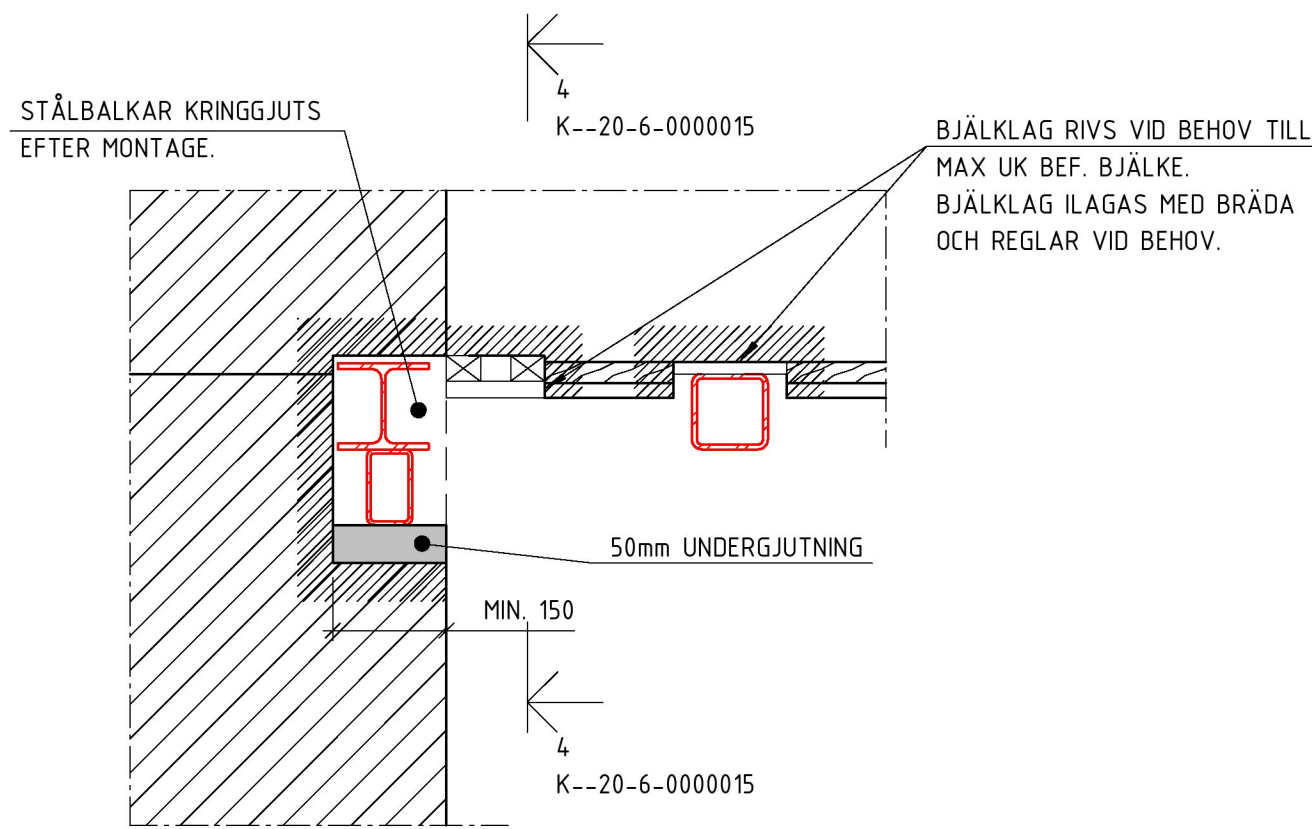 4
K--20-6-0000015
STÅLBALKAR KRINGGJUTS
EFTER MONTAGE.
BJÄLKLAG RIVS VID BEHOV TILL
MAX UK BEF. BJÄLKE.
BJÄLKLAG ILAGAS MED BRÄDA
OCH REGLAR VID BEHOV.
50mm UNDERGJUTNING
MIN. 150
4
K--20-6-0000015